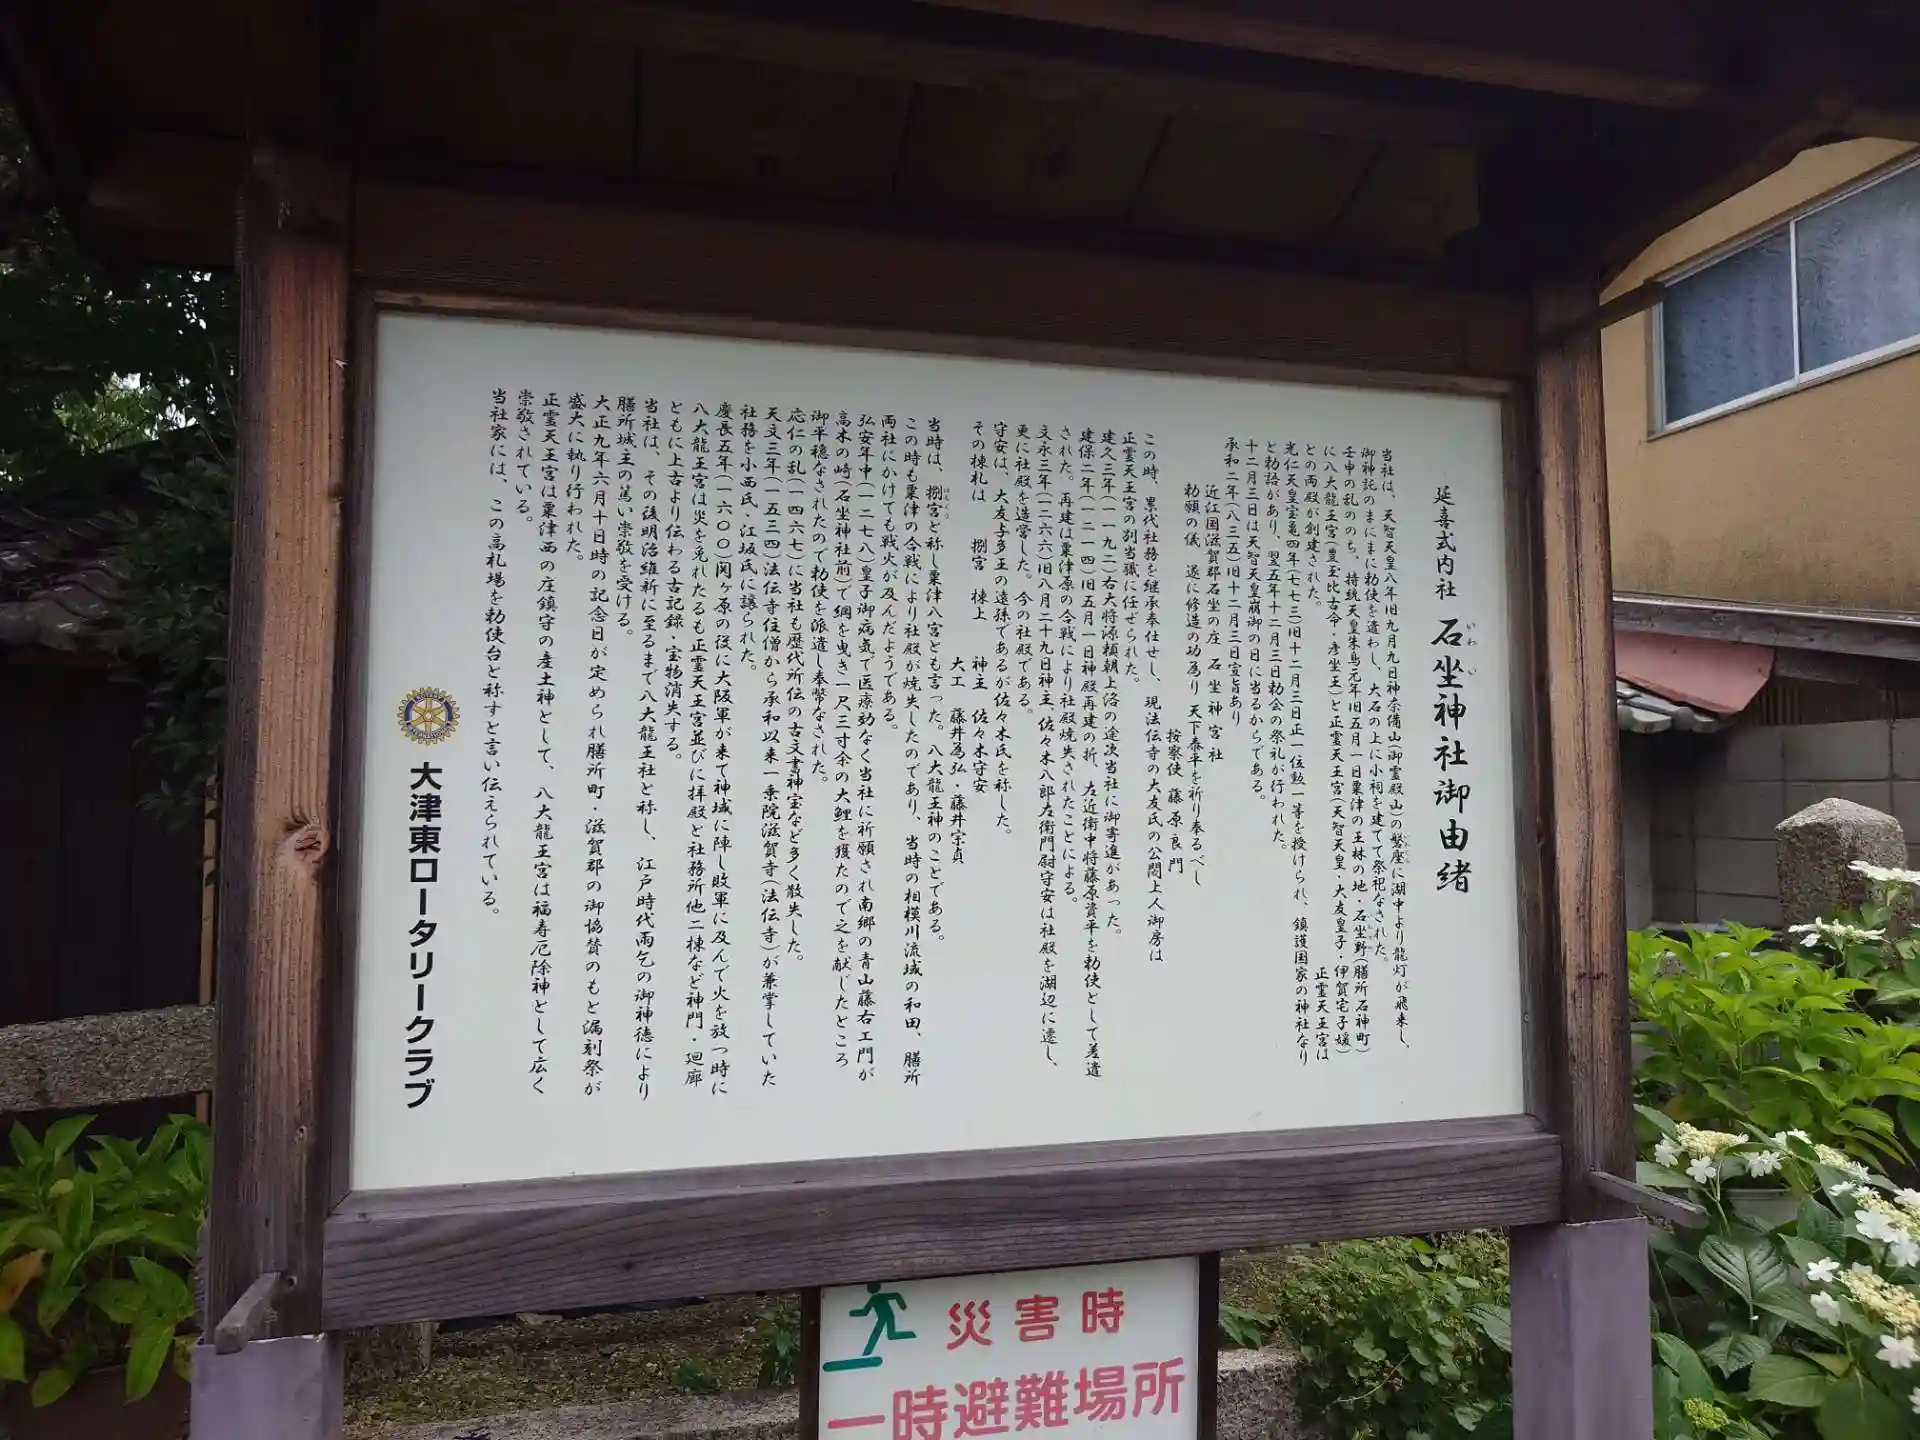 延喜式内社　石坐神社御由緒
いわ い
当社は、天智天皇八年旧九月九日神奈備山(御霊殿山)の磐座に湖中より龍灯が飛来し、
御神託のまにまに勅使を遣わし、大石の上に小祠を建てて祭祀なされた。
壬申の乱ののち、持統天皇朱鳥元年旧五月一日粟津の王林の地・石坐野(膳所石神町)
に八大龍王宮(豊玉比古命・彦坐王)と正霊天王宮(天智天皇・大友皇子・伊賀宅子媛)
との両殿が創建された。　正霊天王宮は
光仁天皇宝亀四年(七七三)旧十二月三日正一位勲一等を授けられ、鎮護国家の神社なり
と勅語があり、翌五年十二月三日勅会の祭礼が行われた。
十二月三日は天智天皇崩御の日に当るからである。
承和二年(八三五)旧十二月三日宣旨あり
近江国滋賀郡石坐の庄　石坐神宮社
勅願の儀　遂に修造の功為り　天下泰平を祈り奉るべし
按察使　藤原良門
この時、累代社務を継承奉仕せし、現法伝寺の大友氏の公閻上人御房は
正霊天王宮の別当職に任ぜられた。
建久三年(一一九二)右大将源頼朝上洛の途次当社に御寄進があった。
建保二年(一二一四)旧五月一日神殿再建の折、左近衛中将藤原資平を勅使として差遣
された。再建は粟津原の合戦により社殿焼失されたことによる。
文永三年(一二六六)旧八月二十九日神主、佐々木八郎左衛門尉守安は社殿を湖辺に遷し、
更に社殿を造営した。今の社殿である。
守安は、大友与多王の遠孫であるが佐々木氏を称した。
その棟札は　捌宮　棟上　神主　佐々木守安
大工　藤井為弘・藤井宗貞
当時は、捌宮と称し粟津八宮とも言った。八大龍王神のことである。
この時も粟津の合戦により社殿が焼失したのであり、当時の相模川流域の和田、膳所
両社にかけても戦火が及んだようである。
弘安年中(一二七八)皇子御病気で医療効なく当社に祈願され南郷の青山藤右エ門が
高木の崎(石坐神社前)で網を曳き一尺三寸余の大鯉を獲たので之を献じたところ
御平穏なされたので勅使を派遣し奉幣なされた。
応仁の乱(一四六七)に当社も歴代所伝の古文書神宝など多く散失した。
天文三年(一五三四)法伝寺住僧から承和以来一乗院滋賀寺(法伝寺)が兼掌していた
社務を小西氏・江坂氏に譲られた。
慶長五年(一六〇〇)関ヶ原の役に大阪軍が来て神域に陣し敗軍に及んで火を放つ時に
八大龍王宮は災を免れたるも正霊天王宮並びに拝殿と社務所他二棟など神門・廻廊
ともに上古より伝わる古記録・宝物消失する。
当社は、その後明治維新に至るまで八大龍王社と称し、江戸時代雨乞の御神徳により
膳所城主の篤い崇敬を受ける。
大正九年六月十日時の記念日が定められ膳所町・滋賀郡の御協賛のもと漏刻祭が
盛大に執り行われた。
正霊天王宮は粟津西の庄鎮守の産土神として、八大龍王宮は福寿厄除神として広く
崇敬されている。
当社家には、この高札場を勅使台と称すと言い伝えられている。
大津東ロータリークラブ
災害時
一時避難場所